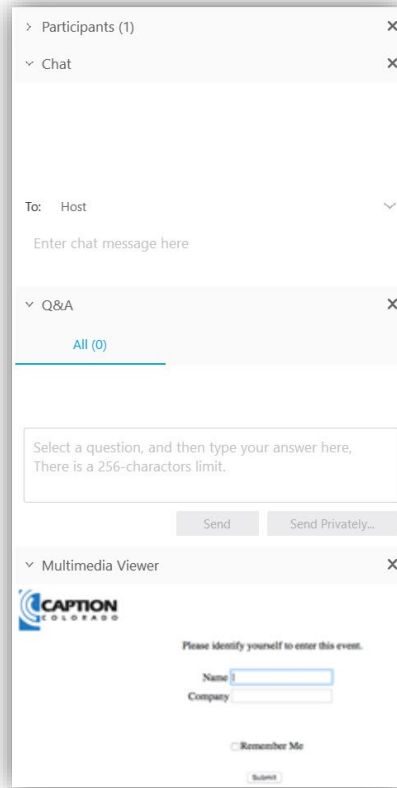 Participants (1)
Chat
To: Host
Enter chat message here
Q&A
All (0)
Select a question, and then type your answer here,
There is a 256-charactors limit.
Send Send Privately...
Multimedia Viewer
CAPTION
COLORADO
Please identify yourself to enter this event.
Name
Company
Remember Me
Submit